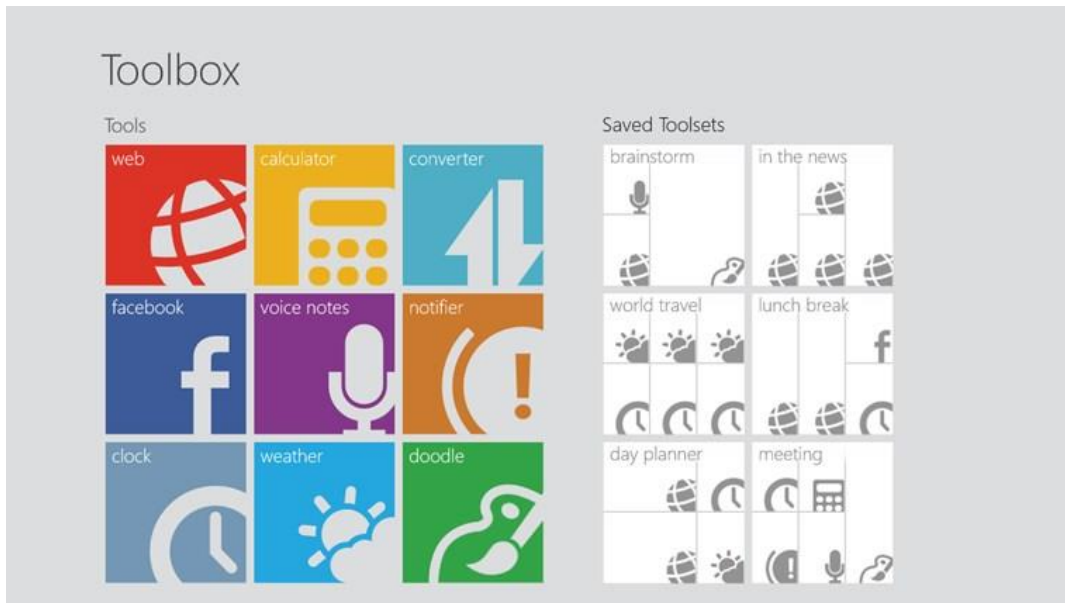 Toolbox
Tools
web
calculator
converter
facebook
voice notes
notifier
clock
weather
doodle
Saved Toolsets
brainstorm
in the news
world travel
lunch break
day planner
meeting